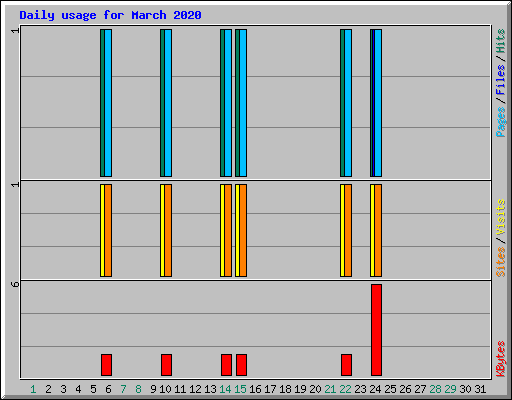 Daily usage for March 2020
1
Pages / Files / Hits
1
Sites / Visits
6
KBytes
1 2 3 4 5 6 7 8 9 10 11 12 13 14 15 16 17 18 19 20 21 22 23 24 25 26 27 28 29 30 31